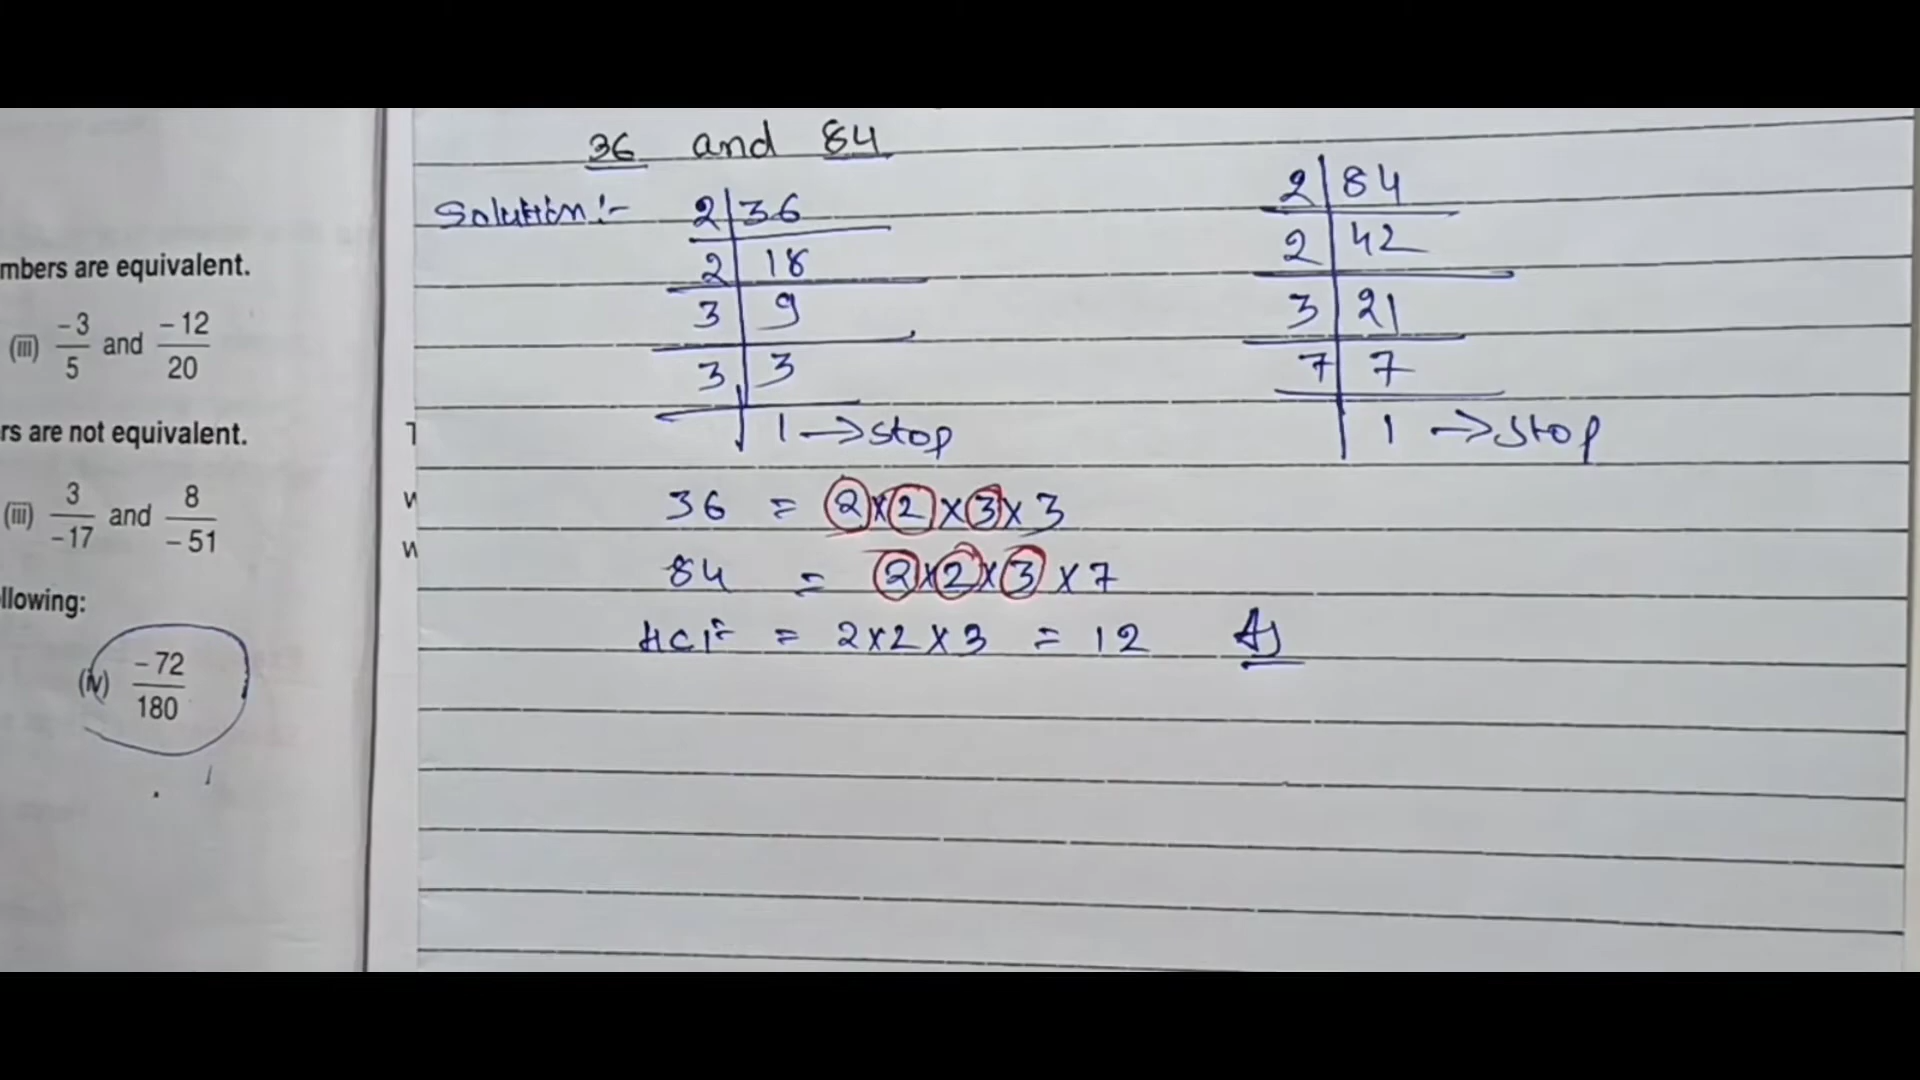 mbers are equivalent.
(iii) -3/5 and -12/20
rs are not equivalent.
(iii) 3/-17 and 8/-51
llowing:
(iv) -72/180
36 and 84
Solution :-
2 | 36
2 | 18
3 | 9
3 | 3
1 → stop
2 | 84
2 | 42
3 | 21
7 | 7
1 → stop
36 = 2×2×3×3
84 = 2×2×3×7
HCF = 2×2×3 = 12